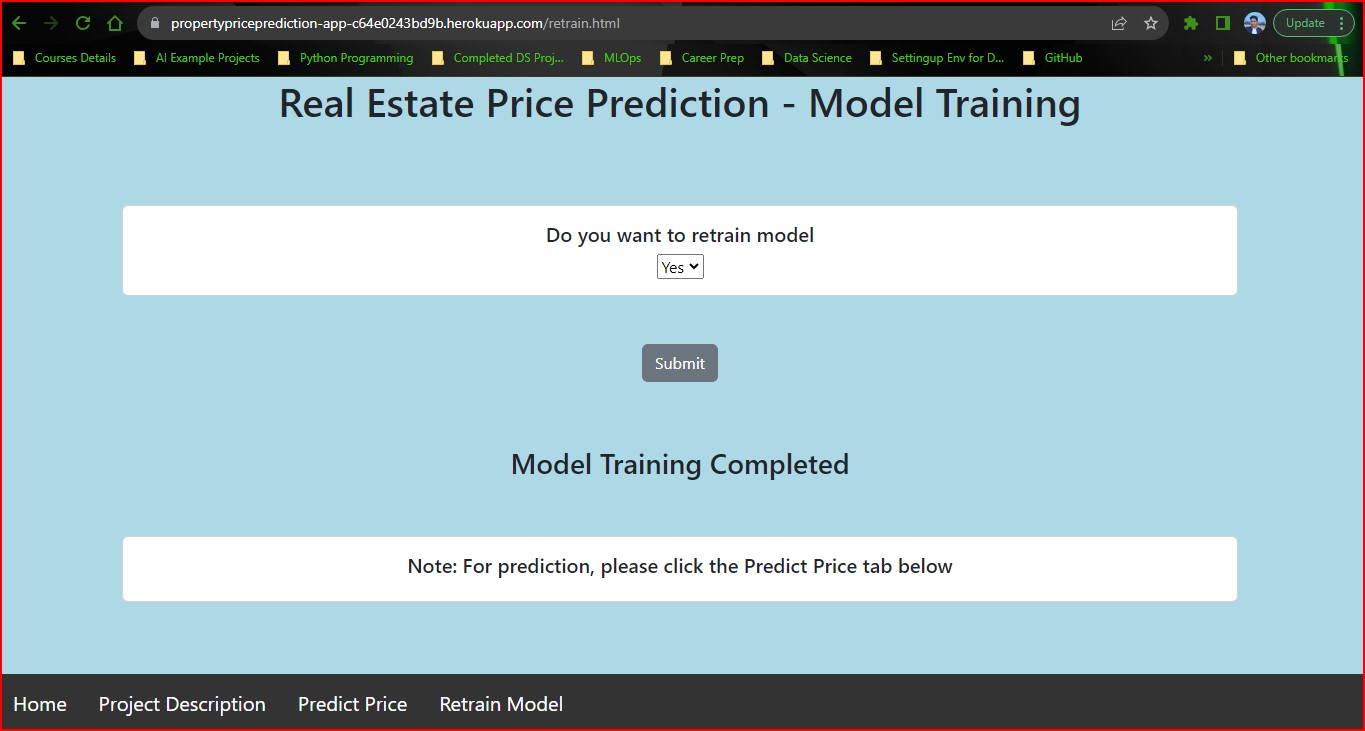 propertypriceprediction-app-c64e0243bd9b.herokuapp.com/retrain.html Update
Courses Details AI Example Projects Python Programming Completed DS Proj... MLOps Career Prep Data Science Settingup Env for D... GitHub » Other bookmarks
Real Estate Price Prediction - Model Training
Do you want to retrain model
Yes
Submit
Model Training Completed
Note: For prediction, please click the Predict Price tab below
Home Project Description Predict Price Retrain Model